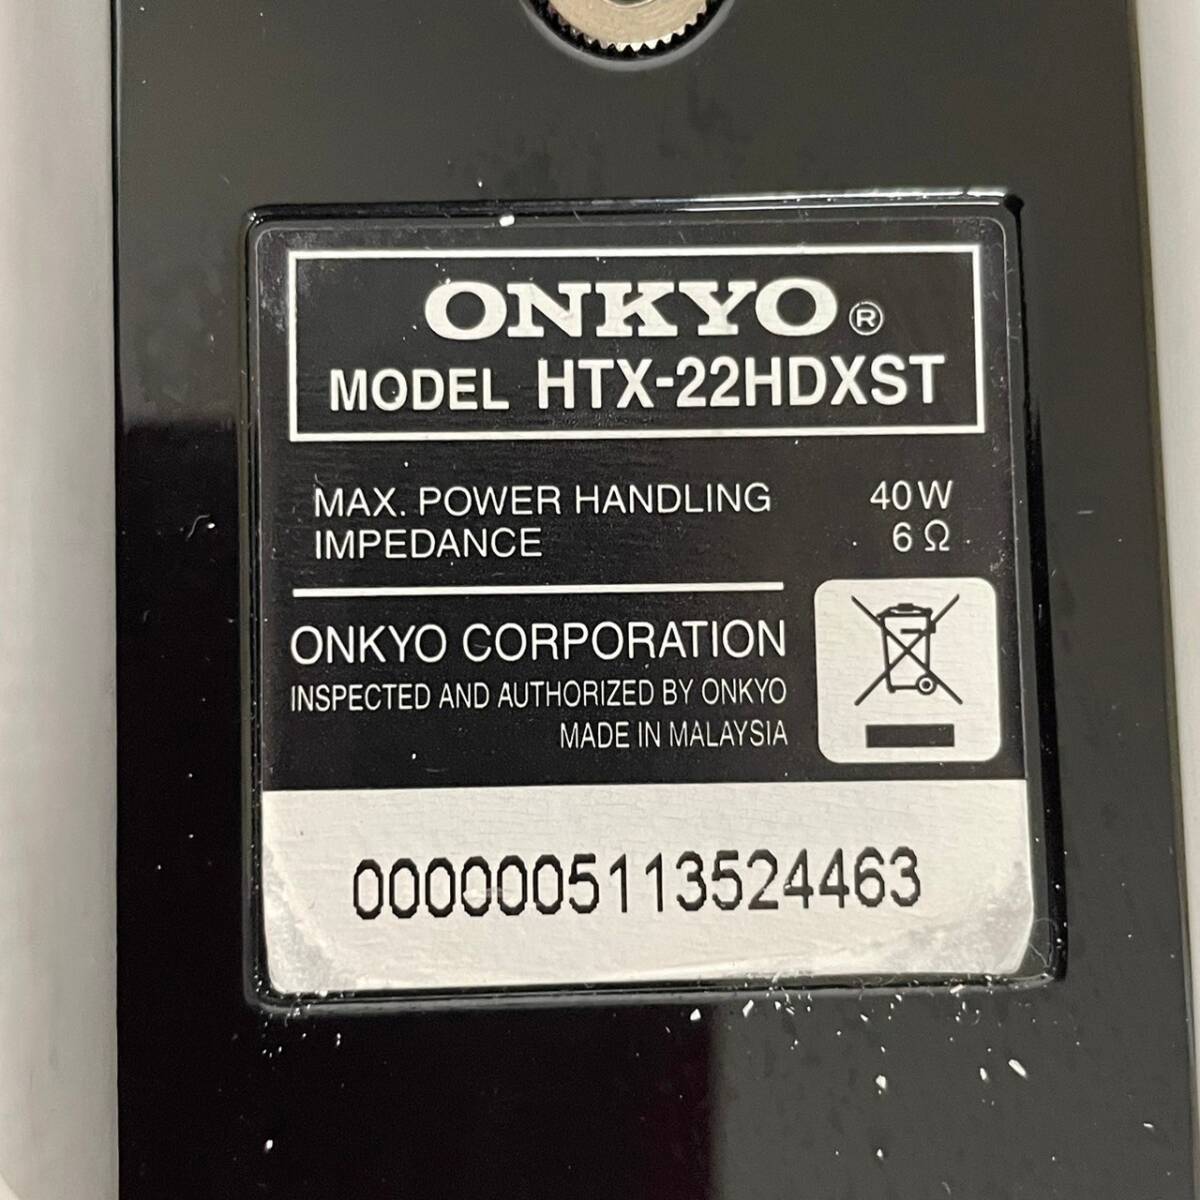 ONKYO®
MODEL HTX-22HDXST
MAX. POWER HANDLING 40W
IMPEDANCE 6Ω
ONKYO CORPORATION
INSPECTED AND AUTHORIZED BY ONKYO
MADE IN MALAYSIA
0000005113524463